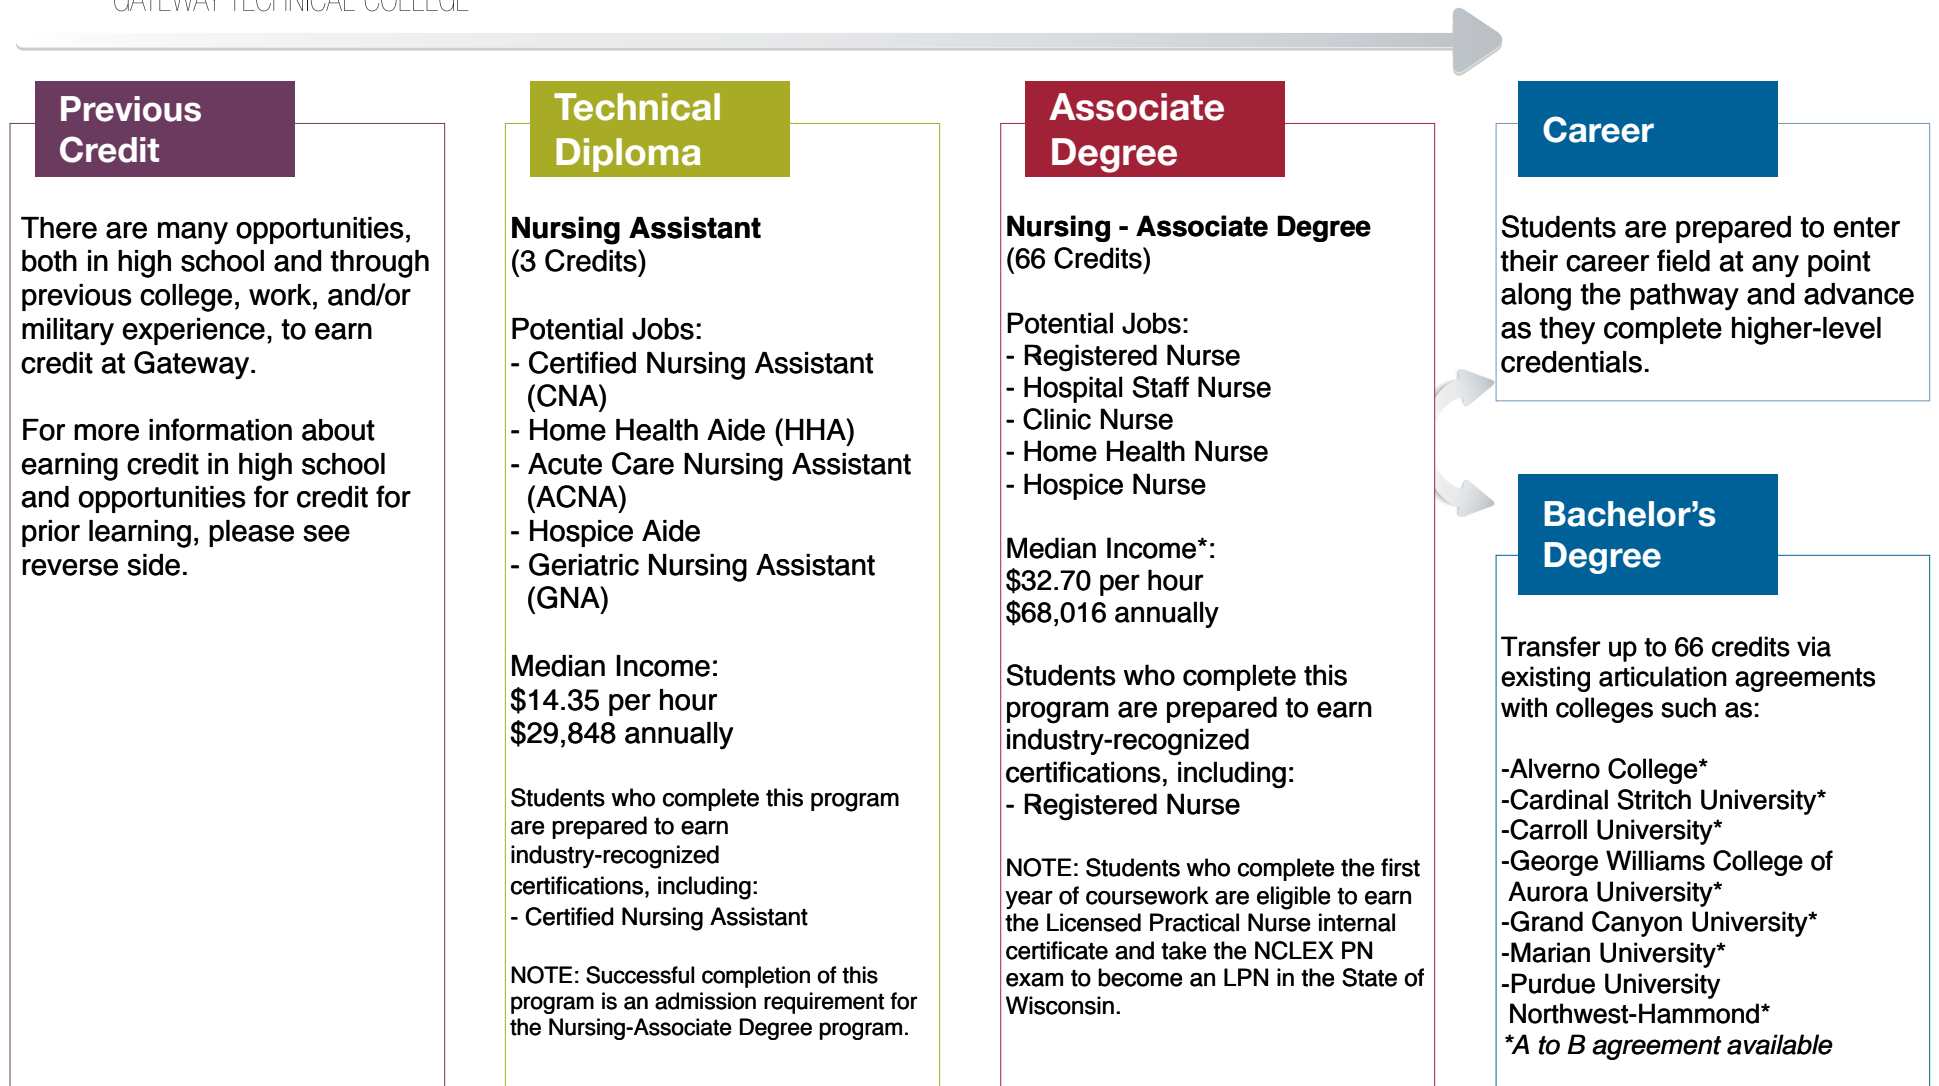 GATEWAY TECHNICAL COLLEGE
Previous
Credit
There are many opportunities,
both in high school and through
previous college, work, and/or
military experience, to earn
credit at Gateway.
For more information about
earning credit in high school
and opportunities for credit for
prior learning, please see
reverse side.
Technical
Diploma
Nursing Assistant
(3 Credits)
Potential Jobs:
- Certified Nursing Assistant
(CNA)
- Home Health Aide (HHA)
- Acute Care Nursing Assistant
(ACNA)
- Hospice Aide
- Geriatric Nursing Assistant
(GNA)
Median Income:
$14.35 per hour
$29,848 annually
Students who complete this program
are prepared to earn
industry-recognized
certifications, including:
- Certified Nursing Assistant
NOTE: Successful completion of this
program is an admission requirement for
the Nursing-Associate Degree program.
Associate
Degree
Nursing - Associate Degree
(66 Credits)
Potential Jobs:
- Registered Nurse
- Hospital Staff Nurse
- Clinic Nurse
- Home Health Nurse
- Hospice Nurse
Median Income*:
$32.70 per hour
$68,016 annually
Students who complete this
program are prepared to earn
industry-recognized
certifications, including:
- Registered Nurse
NOTE: Students who complete the first
year of coursework are eligible to earn
the Licensed Practical Nurse internal
certificate and take the NCLEX PN
exam to become an LPN in the State of
Wisconsin.
Career
Students are prepared to enter
their career field at any point
along the pathway and advance
as they complete higher-level
credentials.
Bachelor’s
Degree
Transfer up to 66 credits via
existing articulation agreements
with colleges such as:
-Alverno College*
-Cardinal Stritch University*
-Carroll University*
-George Williams College of
Aurora University*
-Grand Canyon University*
-Marian University*
-Purdue University
Northwest-Hammond*
*A to B agreement available